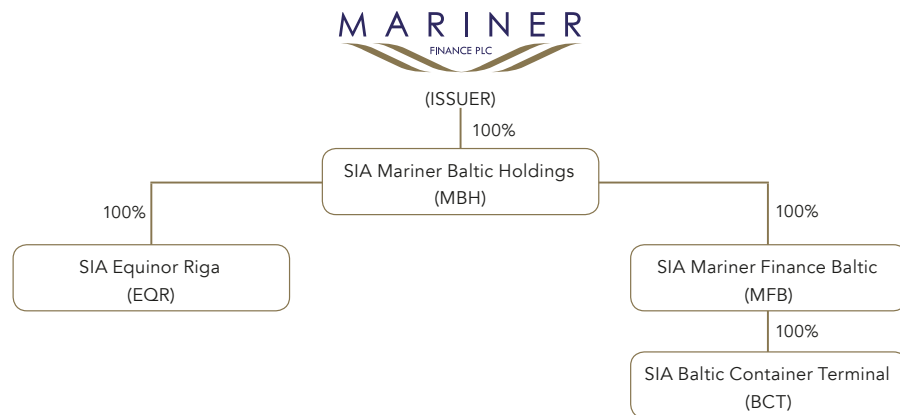 MARINER
FINANCE PLC
(ISSUER)
100%
SIA Mariner Baltic Holdings
(MBH)
100%
100%
SIA Equinor Riga
(EQR)
SIA Mariner Finance Baltic
(MFB)
100%
SIA Baltic Container Terminal
(BCT)